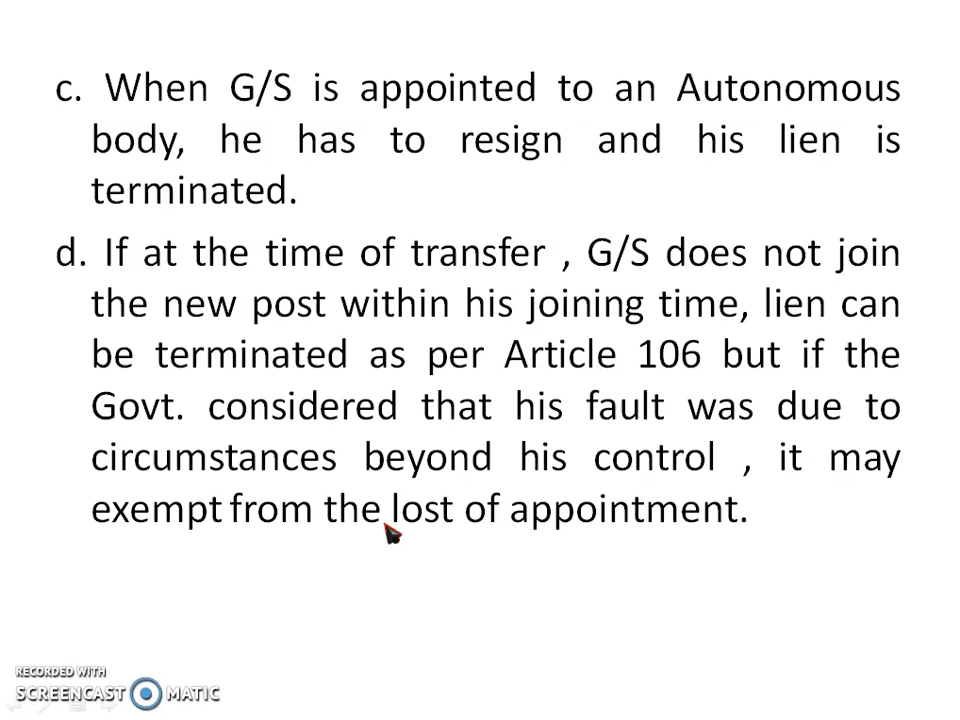 c. When G/S is appointed to an Autonomous
body, he has to resign and his lien is
terminated.
d. If at the time of transfer , G/S does not join
the new post within his joining time, lien can
be terminated as per Article 106 but if the
Govt. considered that his fault was due to
circumstances beyond his control , it may
exempt from the lost of appointment.
RECORDED WITH
SCREENCAST MATIC